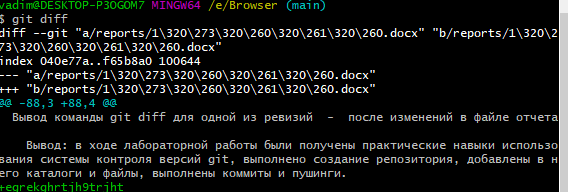 vadim@DESKTOP-P3OGOM7 MINGW64 /e/Browser (main)
$ git diff
diff --git "a/reports/1\320\273\320\260\320\261\320\260.docx" "b/reports/1\320\2
73\320\260\320\261\320\260.docx"
index 040e77a..f65b8a0 100644
--- "a/reports/1\320\273\320\260\320\261\320\260.docx"
+++ "b/reports/1\320\273\320\260\320\261\320\260.docx"
@@ -88,3 +88,4 @@
Вывод команды git diff для одной из ревизий - после изменений в файле отчета
Вывод: в ходе лабораторной работы были получены практические навыки использо
вания системы контроля версий git, выполнено создание репозитория, добавлены в н
его каталоги и файлы, выполнены коммиты и пушинги.
+egrekghrtjh9trjht